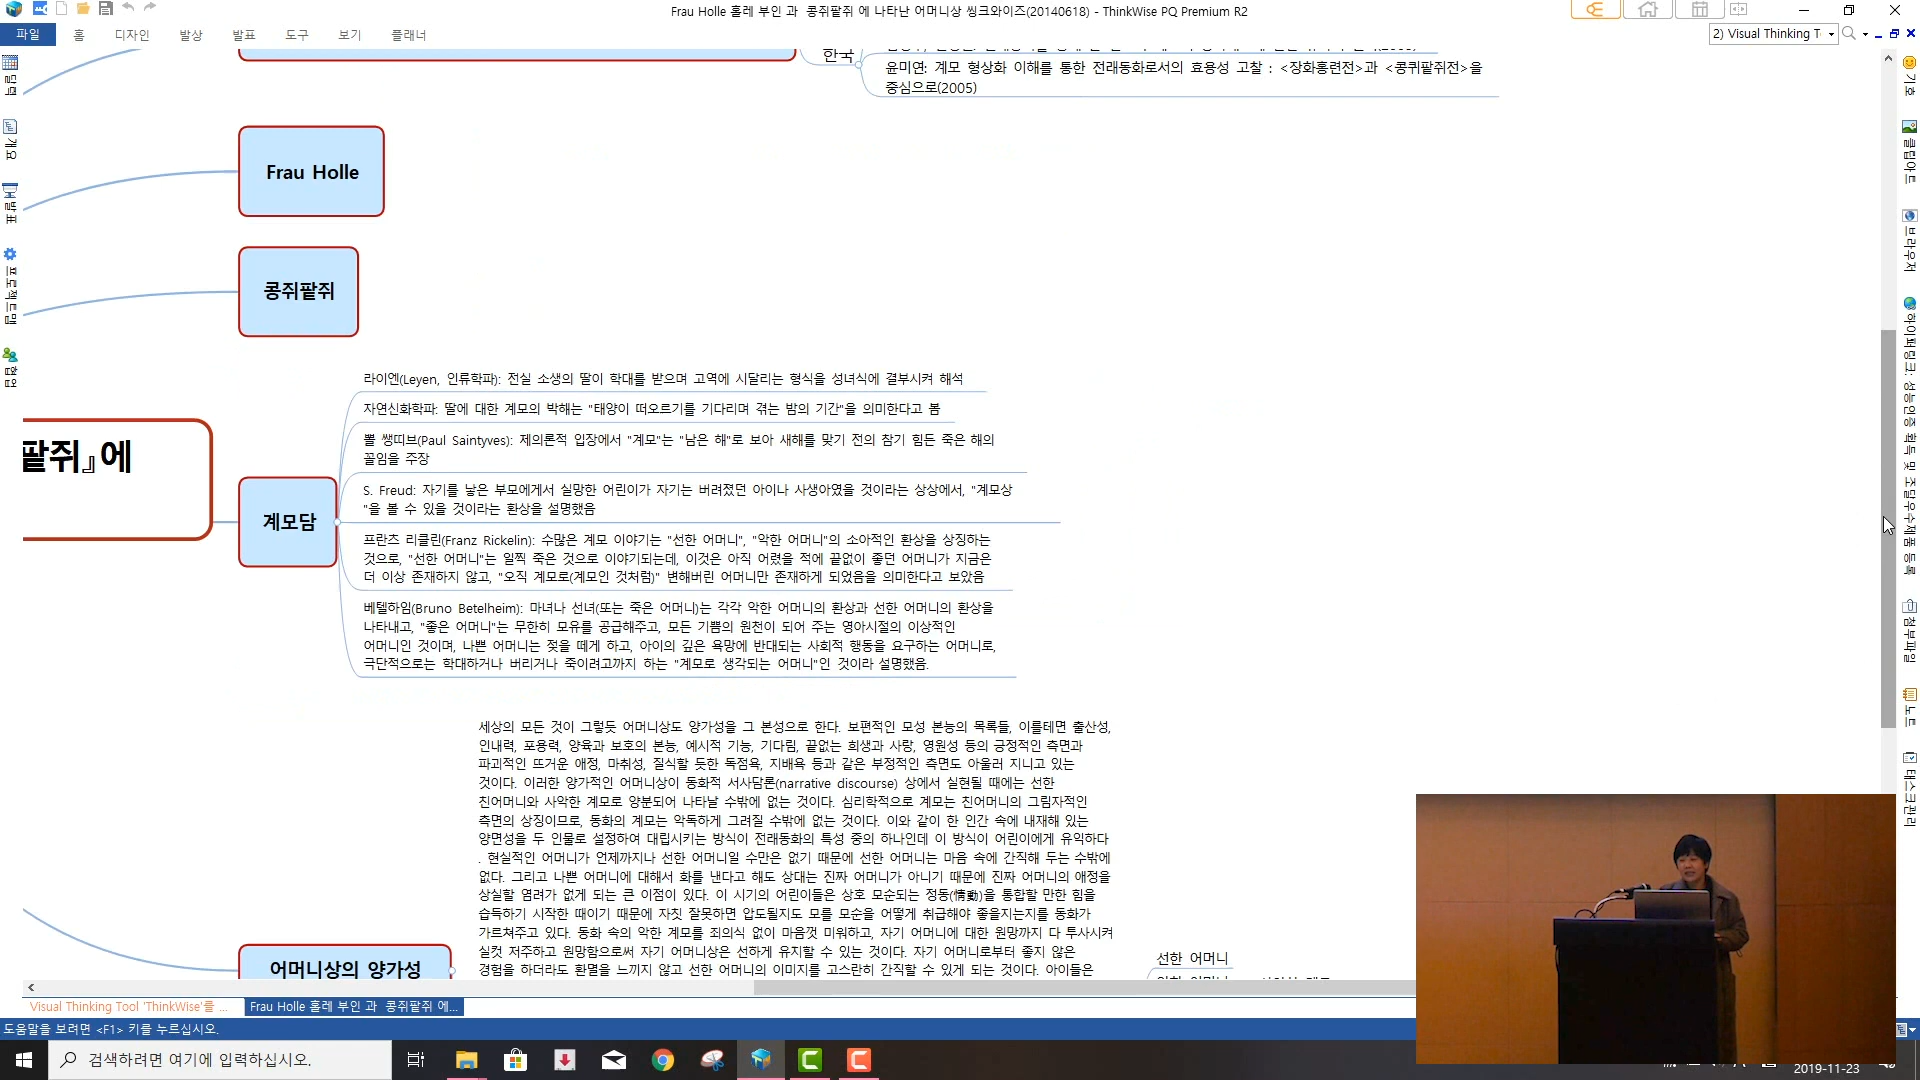 Frau Holle 홀레 부인 과 콩쥐팥쥐 에 나타난 어머니상 씽크와이즈(20140618) - ThinkWise PQ Premium R2
파일 홈 디자인 발상 발표 도구 보기 플래너
2) Visual Thinking T
달력
개요
발표
프로젝트맵
협업
한국
윤미연: 계모 형상화 이해를 통한 전래동화로서의 효용성 고찰 : <장화홍련전>과 <콩쥐팥쥐전>을
중심으로(2005)
Frau Holle
콩쥐팥쥐
팥쥐』에
계모담
라이엔(Leyen, 인류학파): 전실 소생의 딸이 학대를 받으며 고역에 시달리는 형식을 성녀식에 결부시켜 해석
자연신화학파: 딸에 대한 계모의 박해는 "태양이 떠오르기를 기다리며 겪는 밤의 기간"을 의미한다고 봄
뽈 쌩띠브(Paul Saintyves): 제의론적 입장에서 "계모"는 "남은 해"로 보아 새해를 맞기 전의 참기 힘든 죽은 해의
꼴임을 주장
S. Freud: 자기를 낳은 부모에게서 실망한 어린이가 자기는 버려졌던 아이나 사생아였을 것이라는 상상에서, "계모상
"을 볼 수 있을 것이라는 환상을 설명했음
프란츠 리클린(Franz Rickelin): 수많은 계모 이야기는 "선한 어머니", "악한 어머니"의 소아적인 환상을 상징하는
것으로, "선한 어머니"는 일찍 죽은 것으로 이야기되는데, 이것은 아직 어렸을 적에 끝없이 좋던 어머니가 지금은
더 이상 존재하지 않고, "오직 계모로(계모인 것처럼)" 변해버린 어머니만 존재하게 되었음을 의미한다고 보았음
베텔하임(Bruno Betelheim): 마녀나 선녀(또는 죽은 어머니)는 각각 악한 어머니의 환상과 선한 어머니의 환상을
나타내고, "좋은 어머니"는 무한히 모유를 공급해주고, 모든 기쁨의 원천이 되어 주는 영아시절의 이상적인
어머니인 것이며, 나쁜 어머니는 젖을 떼게 하고, 아이의 깊은 욕망에 반대되는 사회적 행동을 요구하는 어머니로,
극단적으로는 학대하거나 버리거나 죽이려고까지 하는 "계모로 생각되는 어머니"인 것이라 설명했음.
세상의 모든 것이 그렇듯 어머니상도 양가성을 그 본성으로 한다. 보편적인 모성 본능의 목록들, 이를테면 출산성,
인내력, 포용력, 양육과 보호의 본능, 예시적 기능, 기다림, 끝없는 희생과 사랑, 영원성 등의 긍정적인 측면과
파괴적인 뜨거운 애정, 마취성, 질식할 듯한 독점욕, 지배욕 등과 같은 부정적인 측면도 아울러 지니고 있는
것이다. 이러한 양가적인 어머니상이 동화적 서사담론(narrative discourse) 상에서 실현될 때에는 선한
친어머니와 사악한 계모로 양분되어 나타날 수밖에 없는 것이다. 심리학적으로 계모는 친어머니의 그림자적인
측면의 상징이므로, 동화의 계모는 악독하게 그려질 수밖에 없는 것이다. 이와 같이 한 인간 속에 내재해 있는
양면성을 두 인물로 설정하여 대립시키는 방식이 전래동화의 특성 중의 하나인데 이 방식이 어린이에게 유익하다
. 현실적인 어머니가 언제까지나 선한 어머니일 수만은 없기 때문에 선한 어머니는 마음 속에 간직해 두는 수밖에
없다. 그리고 나쁜 어머니에 대해서 화를 낸다고 해도 상대는 진짜 어머니가 아니기 때문에 진짜 어머니의 애정을
상실할 염려가 없게 되는 큰 이점이 있다. 이 시기의 어린이들은 상호 모순되는 정동(情動)을 통합할 만한 힘을
습득하기 시작한 때이기 때문에 자칫 잘못하면 압도될지도 모를 모순을 어떻게 취급해야 좋을지는지를 동화가
가르쳐주고 있다. 동화 속의 악한 계모를 죄의식 없이 마음껏 미워하고, 자기 어머니에 대한 원망까지 다 투사시켜
실컷 저주하고 원망함으로써 자기 어머니상은 선하게 유지할 수 있는 것이다. 자기 어머니로부터 좋지 않은
경험을 하더라도 환멸을 느끼지 않고 선한 어머니의 이미지를 고스란히 간직할 수 있게 되는 것이다. 아이들은
어머니상의 양가성
선한 어머니
기호
클립아트
브라우저
하이퍼링크: 성능인증 획득 및 조달우수제품 등록
첨부파일
노트
태스크관리
Visual Thinking Tool 'ThinkWise'를 ...
Frau Holle 홀레 부인 과 콩쥐팥쥐 에...
도움말을 보려면 <F1> 키를 누르십시오.
검색하려면 여기에 입력하십시오.
2019-11-23